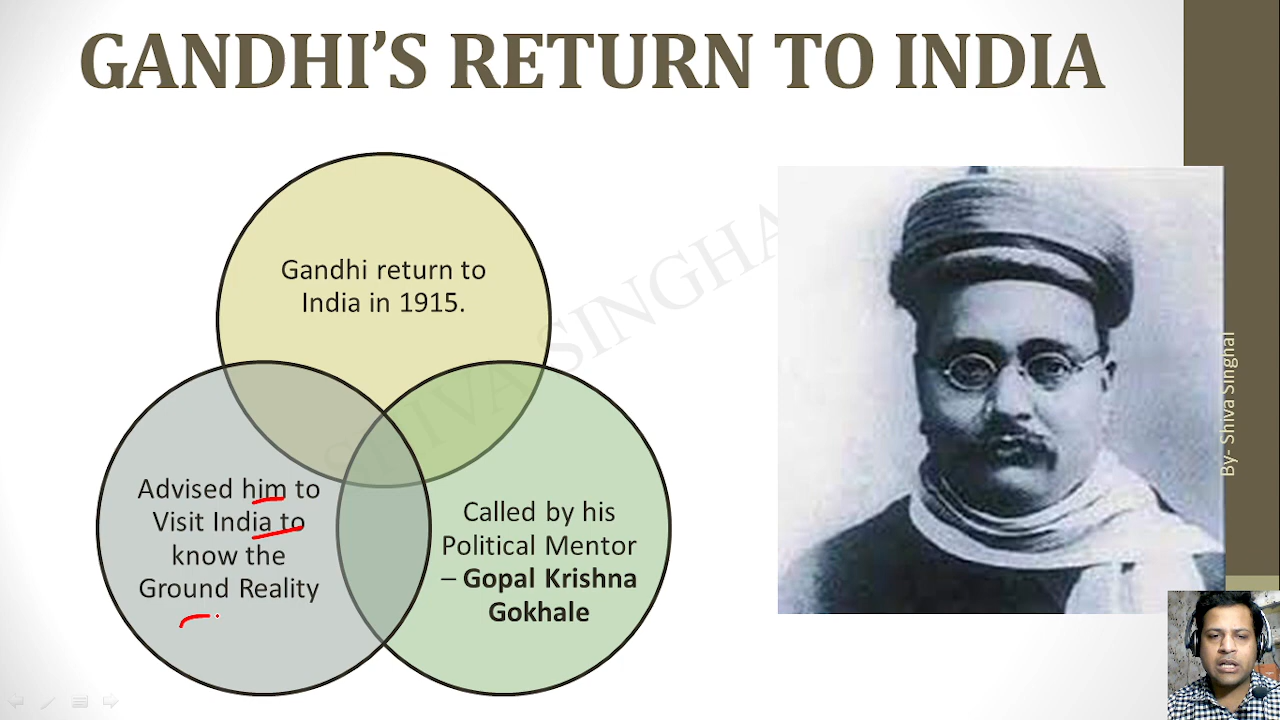 GANDHI'S RETURN TO INDIA
Gandhi return to
India in 1915.
Advised him to
Visit India to
know the
Ground Reality
Called by his
Political Mentor
– Gopal Krishna
Gokhale
SHIVA SINGHA
By- Shiva Singhal